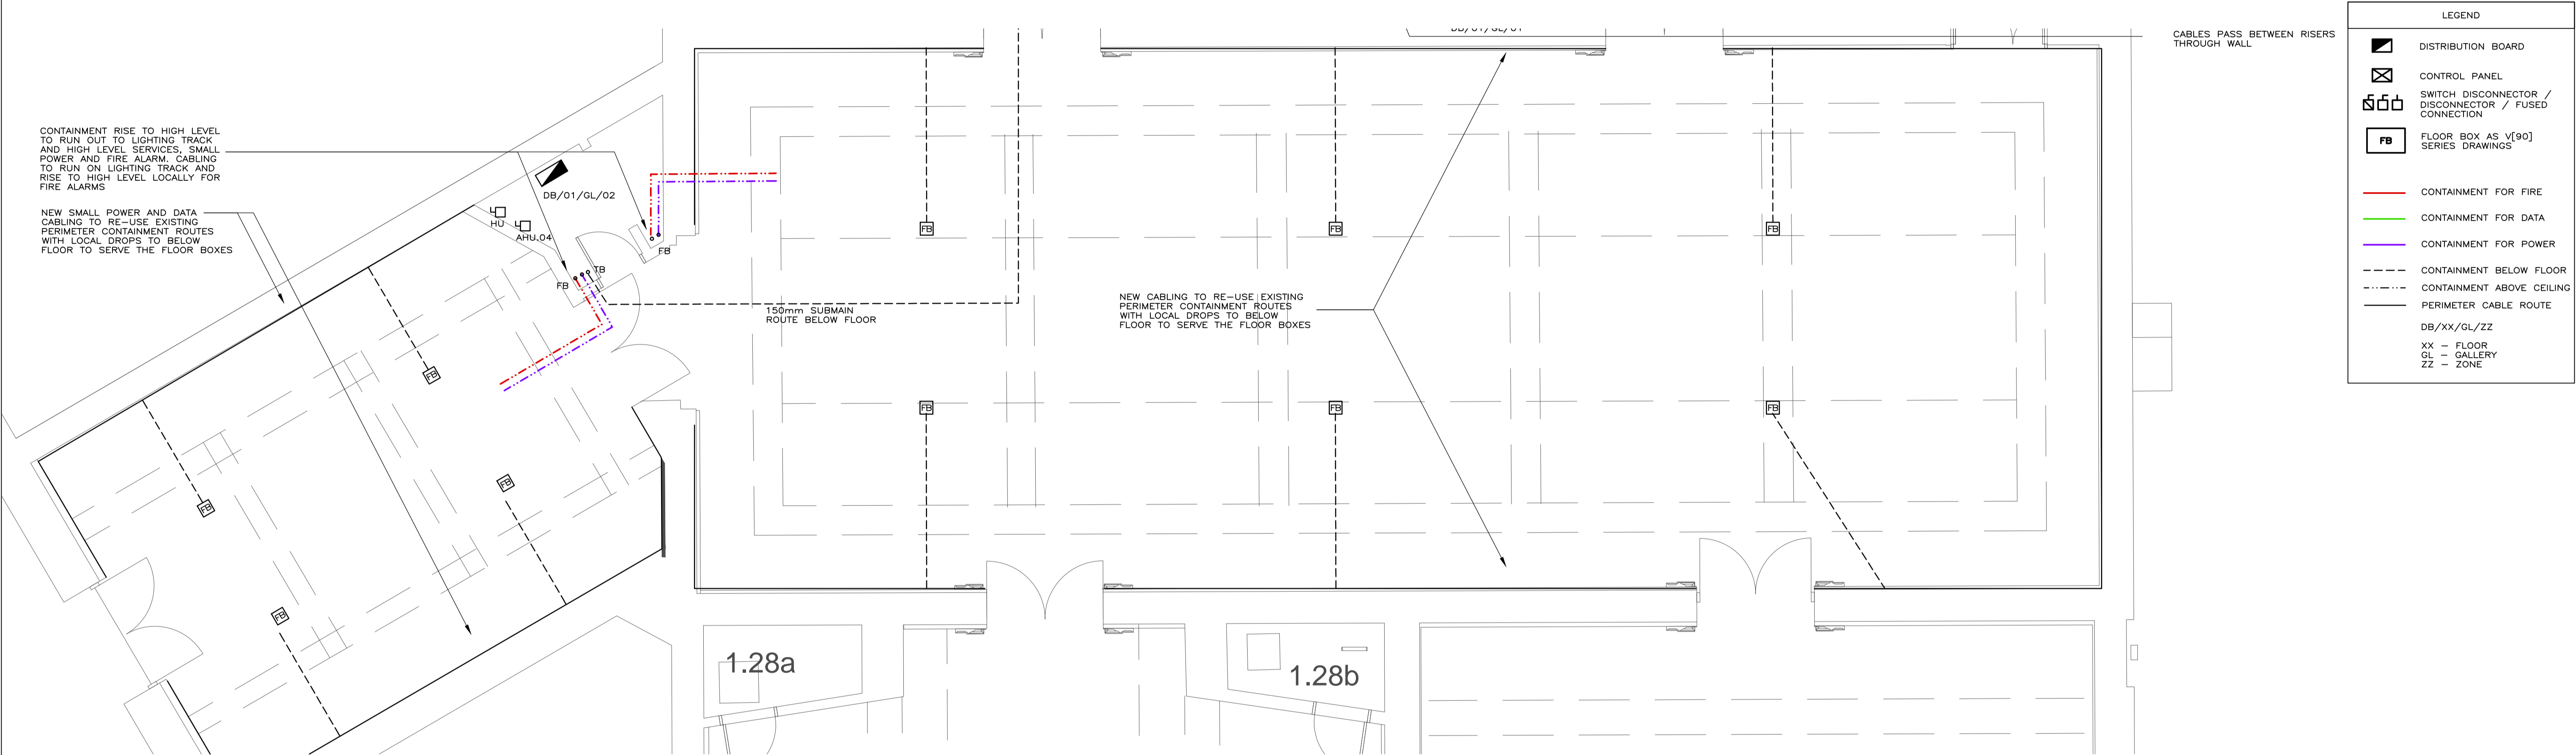 DB/01/GL/01
CABLES PASS BETWEEN RISERS
THROUGH WALL
CONTAINMENT RISE TO HIGH LEVEL
TO RUN OUT TO LIGHTING TRACK
AND HIGH LEVEL SERVICES, SMALL
POWER AND FIRE ALARM. CABLING
TO RUN ON LIGHTING TRACK AND
RISE TO HIGH LEVEL LOCALLY FOR
FIRE ALARMS
NEW SMALL POWER AND DATA
CABLING TO RE-USE EXISTING
PERIMETER CONTAINMENT ROUTES
WITH LOCAL DROPS TO BELOW
FLOOR TO SERVE THE FLOOR BOXES
DB/01/GL/02
HU
AHU.04
FB
TB
FB
150mm SUBMAIN
ROUTE BELOW FLOOR
NEW CABLING TO RE-USE EXISTING
PERIMETER CONTAINMENT ROUTES
WITH LOCAL DROPS TO BELOW
FLOOR TO SERVE THE FLOOR BOXES
FB
FB
FB
FB
FB
FB
FB
FB
FB
FB
1.28a
1.28b
LEGEND
DISTRIBUTION BOARD
CONTROL PANEL
SWITCH DISCONNECTOR /
DISCONNECTOR / FUSED
CONNECTION
FB
FLOOR BOX AS V[90]
SERIES DRAWINGS
CONTAINMENT FOR FIRE
CONTAINMENT FOR DATA
CONTAINMENT FOR POWER
CONTAINMENT BELOW FLOOR
CONTAINMENT ABOVE CEILING
PERIMETER CABLE ROUTE
DB/XX/GL/ZZ
XX – FLOOR
GL – GALLERY
ZZ – ZONE